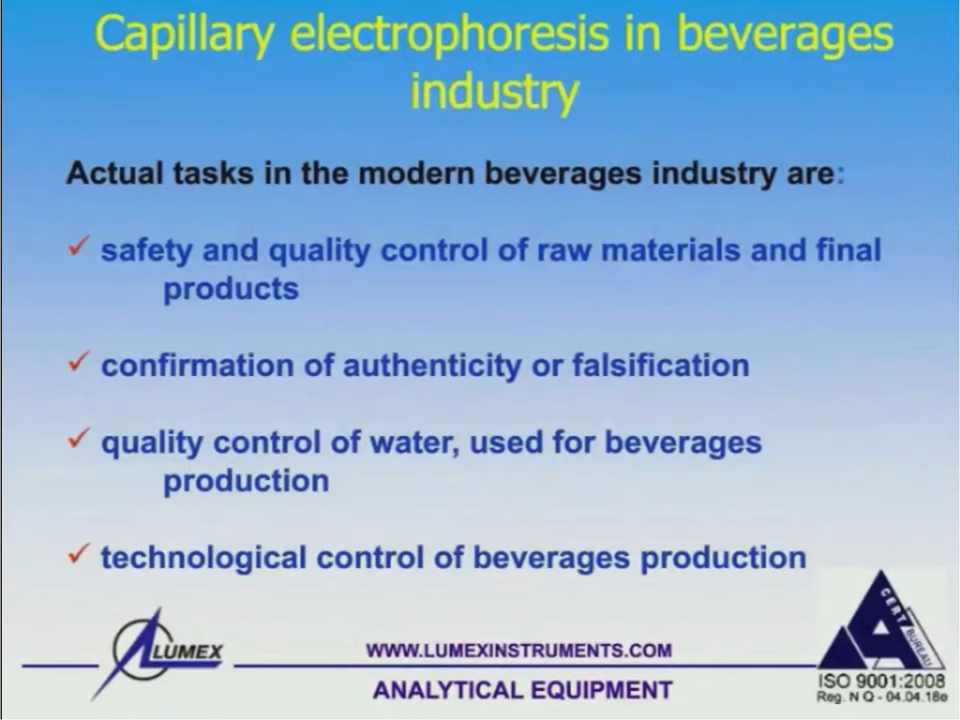 Capillary electrophoresis in beverages
industry
Actual tasks in the modern beverages industry are:
✓ safety and quality control of raw materials and final
products
✓ confirmation of authenticity or falsification
✓ quality control of water, used for beverages
production
✓ technological control of beverages production
LUMEX
WWW.LUMEXINSTRUMENTS.COM
ANALYTICAL EQUIPMENT
CERT BUREAU
ISO 9001:2008
Reg. N Q - 04.04.18e